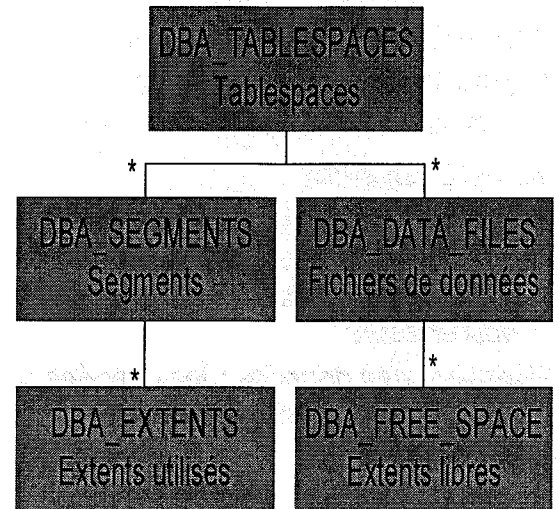 DBA_TABLESPACES
Tablespaces
*
*
DBA_SEGMENTS
Segments
DBA_DATA_FILES
Fichiers de données
*
*
DBA_EXTENTS
Extents utilisés
DBA_FREE_SPACE
Extents libres